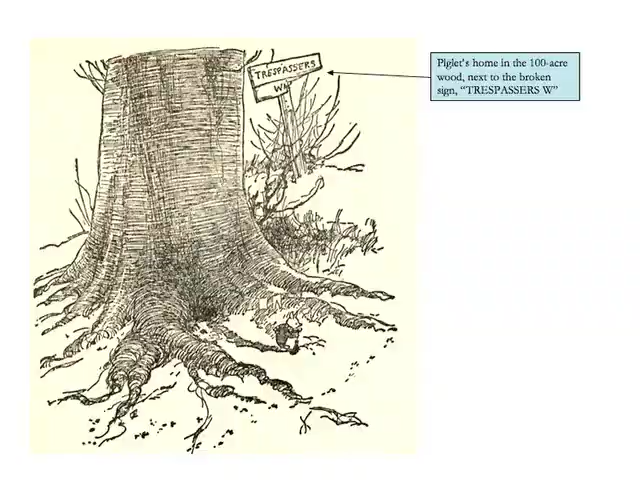 TRESPASSERS
W
Piglet's home in the 100-acre
wood, next to the broken
sign, “TRESPASSERS W”